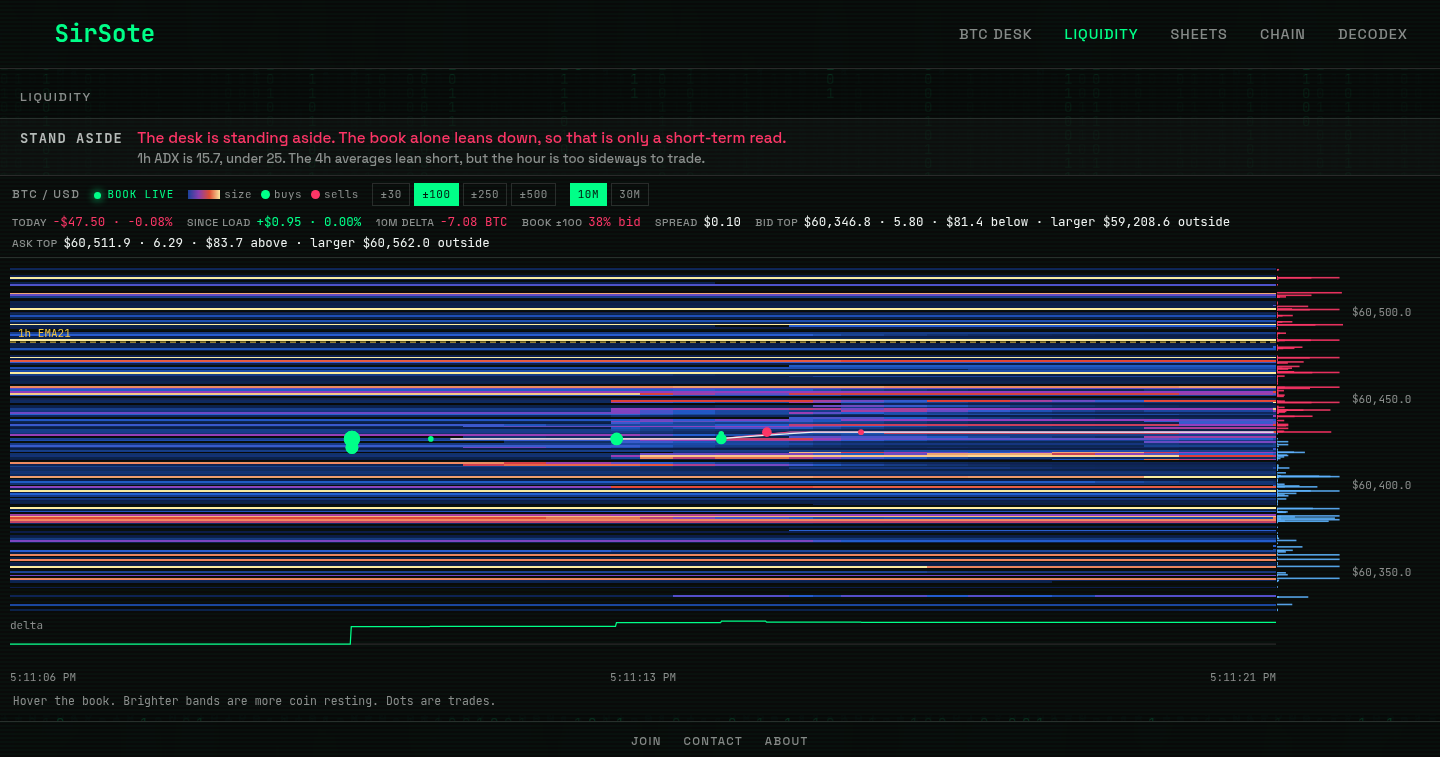 SirSote
BTC DESK LIQUIDITY SHEETS CHAIN DECODEX
LIQUIDITY
STAND ASIDE The desk is standing aside. The book alone leans down, so that is only a short-term read.
1h ADX is 15.7, under 25. The 4h averages lean short, but the hour is too sideways to trade.
BTC / USD BOOK LIVE size buys sells ±30 ±100 ±250 ±500 10M 30M
TODAY -$47.50 · -0.08% SINCE LOAD +$0.95 · 0.00% 10M DELTA -7.08 BTC BOOK ±100 38% bid SPREAD $0.10 BID TOP $60,346.8 · 5.80 · $81.4 below · larger $59,208.6 outside
ASK TOP $60,511.9 · 6.29 · $83.7 above · larger $60,562.0 outside
$60,500.0
1h EMA21
$60,450.0
$60,400.0
$60,350.0
delta
5:11:06 PM 5:11:13 PM 5:11:21 PM
Hover the book. Brighter bands are more coin resting. Dots are trades.
JOIN CONTACT ABOUT